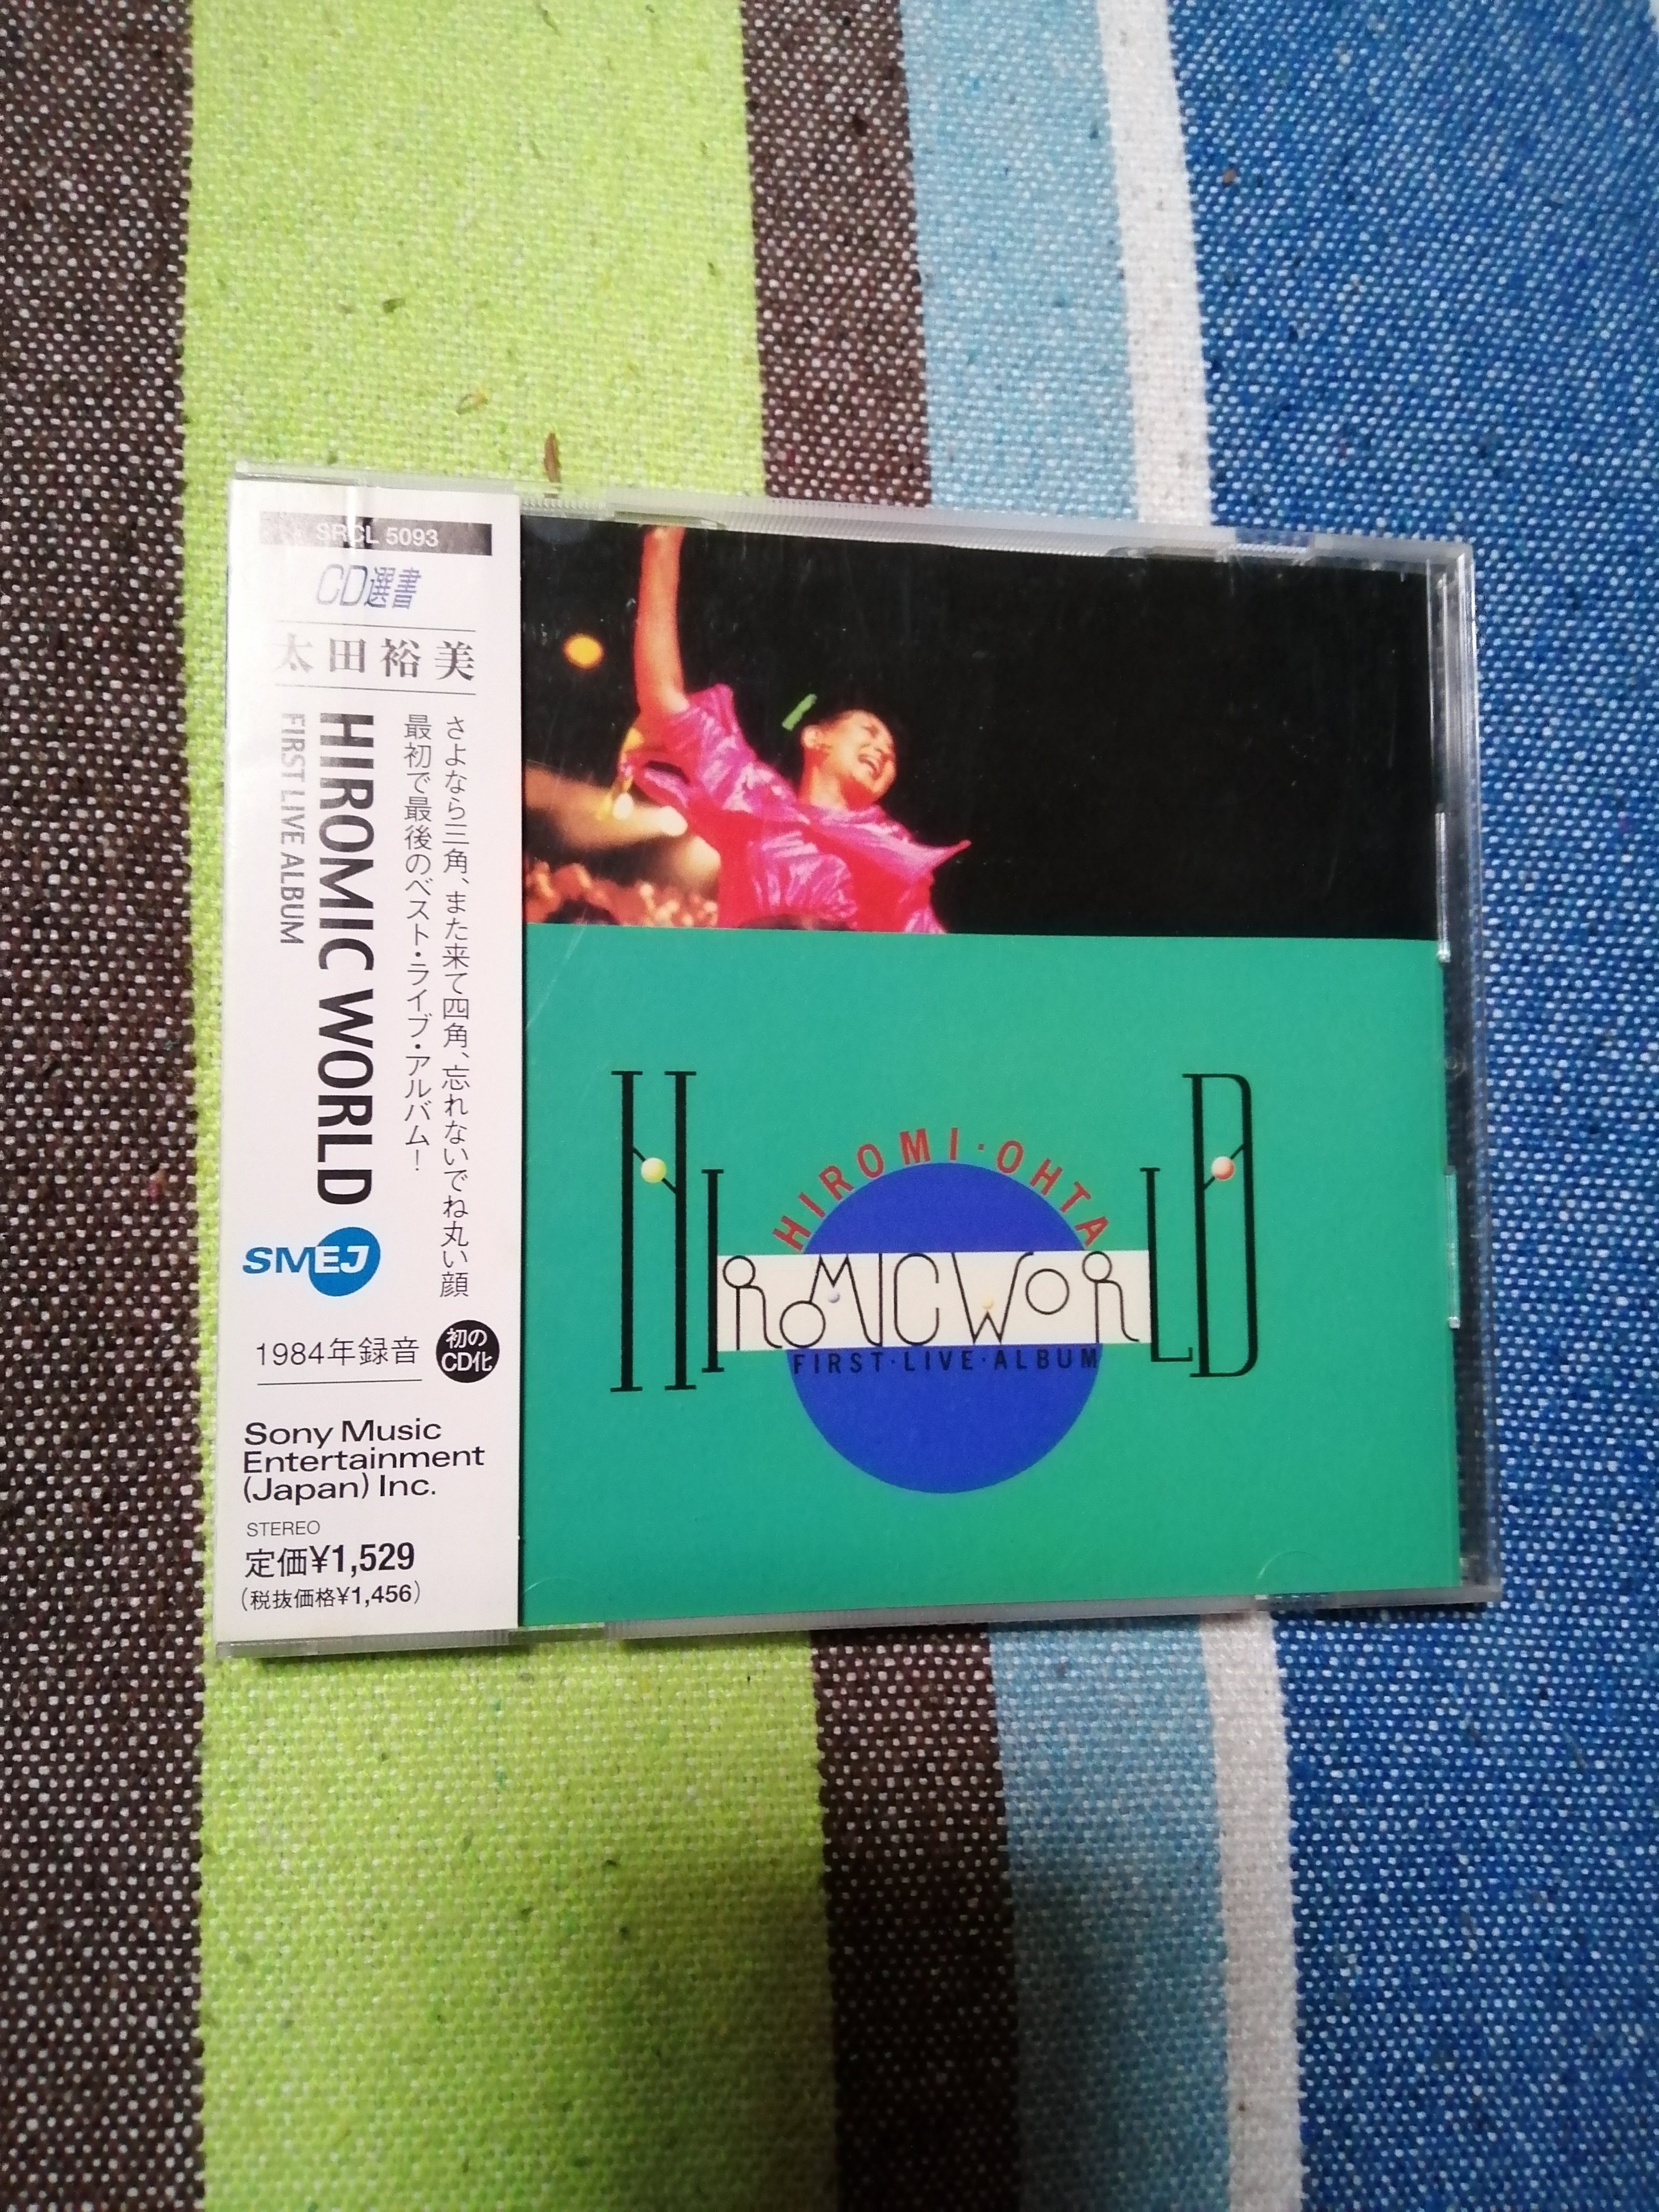 SRCL 5093
CD選書
太田裕美
さよなら三角、また来て四角、忘れないでね丸い顔
最初で最後のベスト・ライブ・アルバム!
HIROMIC WORLD
FIRST LIVE ALBUM
SMEJ
1984年録音
初の
CD化
Sony Music
Entertainment
(Japan) Inc.
STEREO
定価¥1,529
(税抜価格¥1,456)
HIROMI・OHTA
HIROMIC WORLD
FIRST・LIVE・ALBUM